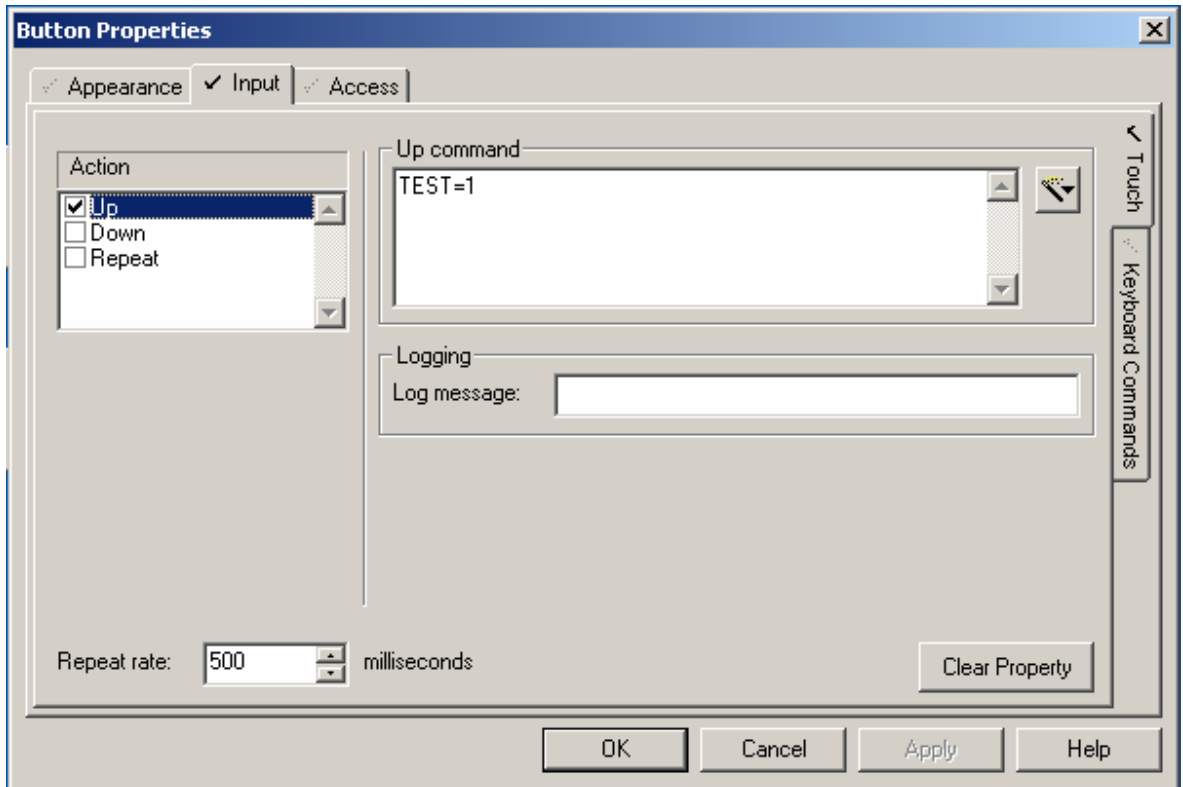 Button Properties
Appearance Input Access
Action
Up
Down
Repeat
Up command
TEST=1
Logging
Log message:
Touch
Keyboard Commands
Repeat rate: 500 milliseconds
Clear Property
OK Cancel Apply Help